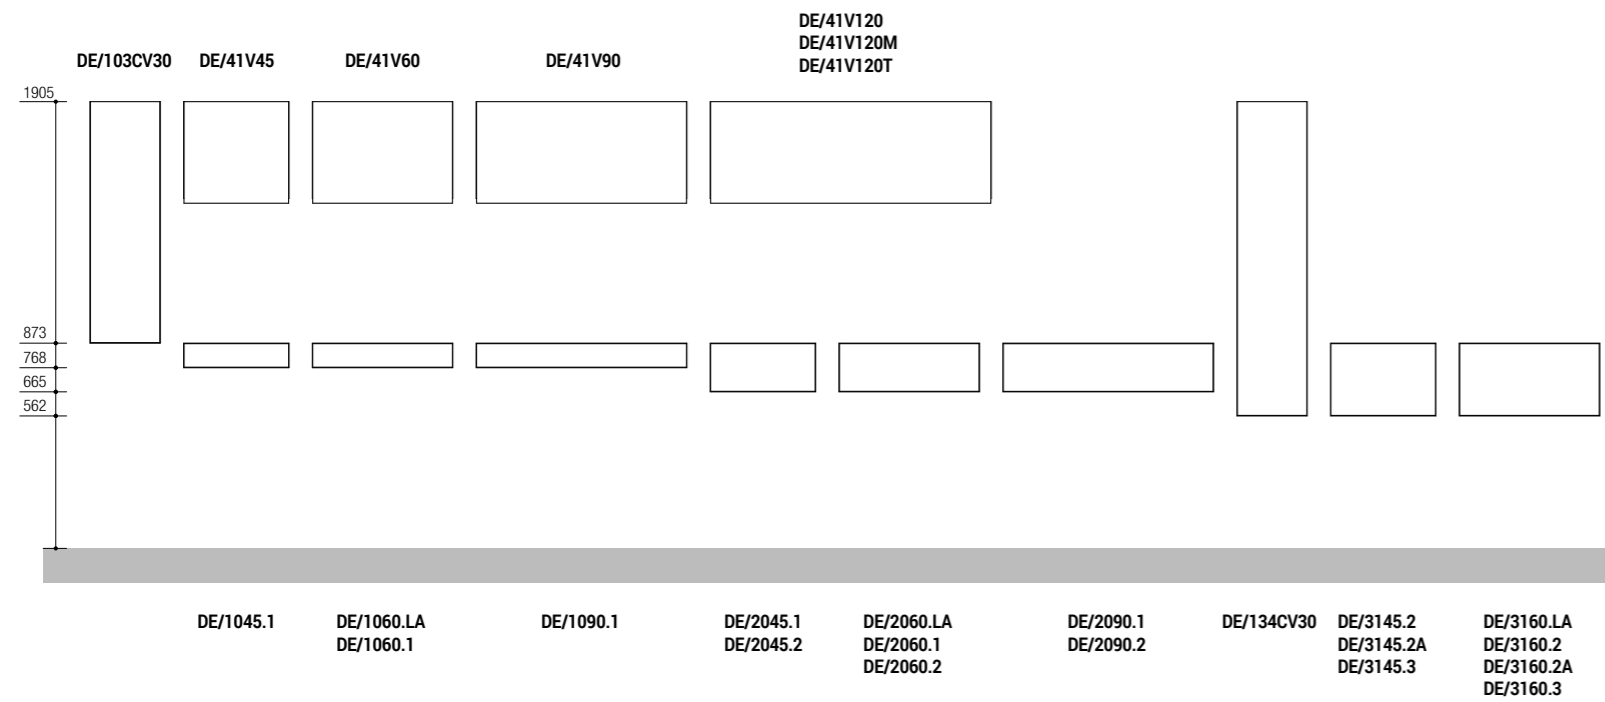 DE/41V120
DE/41V120M
DE/41V120T
DE/103CV30 DE/41V45 DE/41V60 DE/41V90
1905
873
768
665
562
DE/1045.1 DE/1060.LA DE/1090.1 DE/2045.1 DE/2060.LA DE/2090.1 DE/134CV30 DE/3145.2 DE/3160.LA
DE/1060.1 DE/2045.2 DE/2060.1 DE/2090.2 DE/3145.2A DE/3160.2
DE/2060.2 DE/3145.3 DE/3160.2A
DE/3160.3